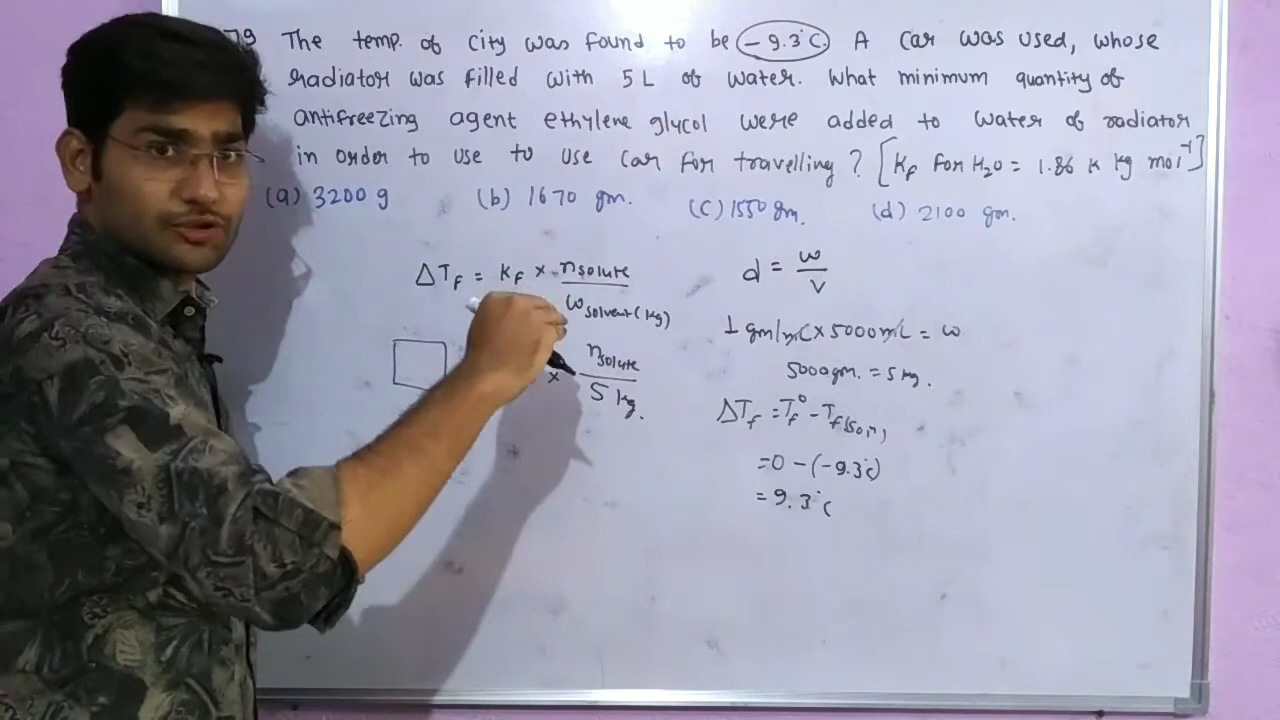 79 The temp. of city was found to be -9.3°C. A car was used, whose
radiator was filled with 5 L of water. What minimum quantity of
antifreezing agent ethylene glycol were added to water of radiator
in order to use to use car for travelling? [Kf for H2O = 1.86 K kg mol⁻¹]
(a) 3200 g (b) 1670 gm. (c) 1550 gm. (d) 2100 gm.
ΔTf = Kf × nsolute / Wsolvent(kg)
× nsolute / 5 kg.
d = w/v
1 gm/mL × 5000 mL = w
5000 gm. = 5 kg.
ΔTf = Tf° - Tf(son)
= 0 - (-9.3°C)
= 9.3°C